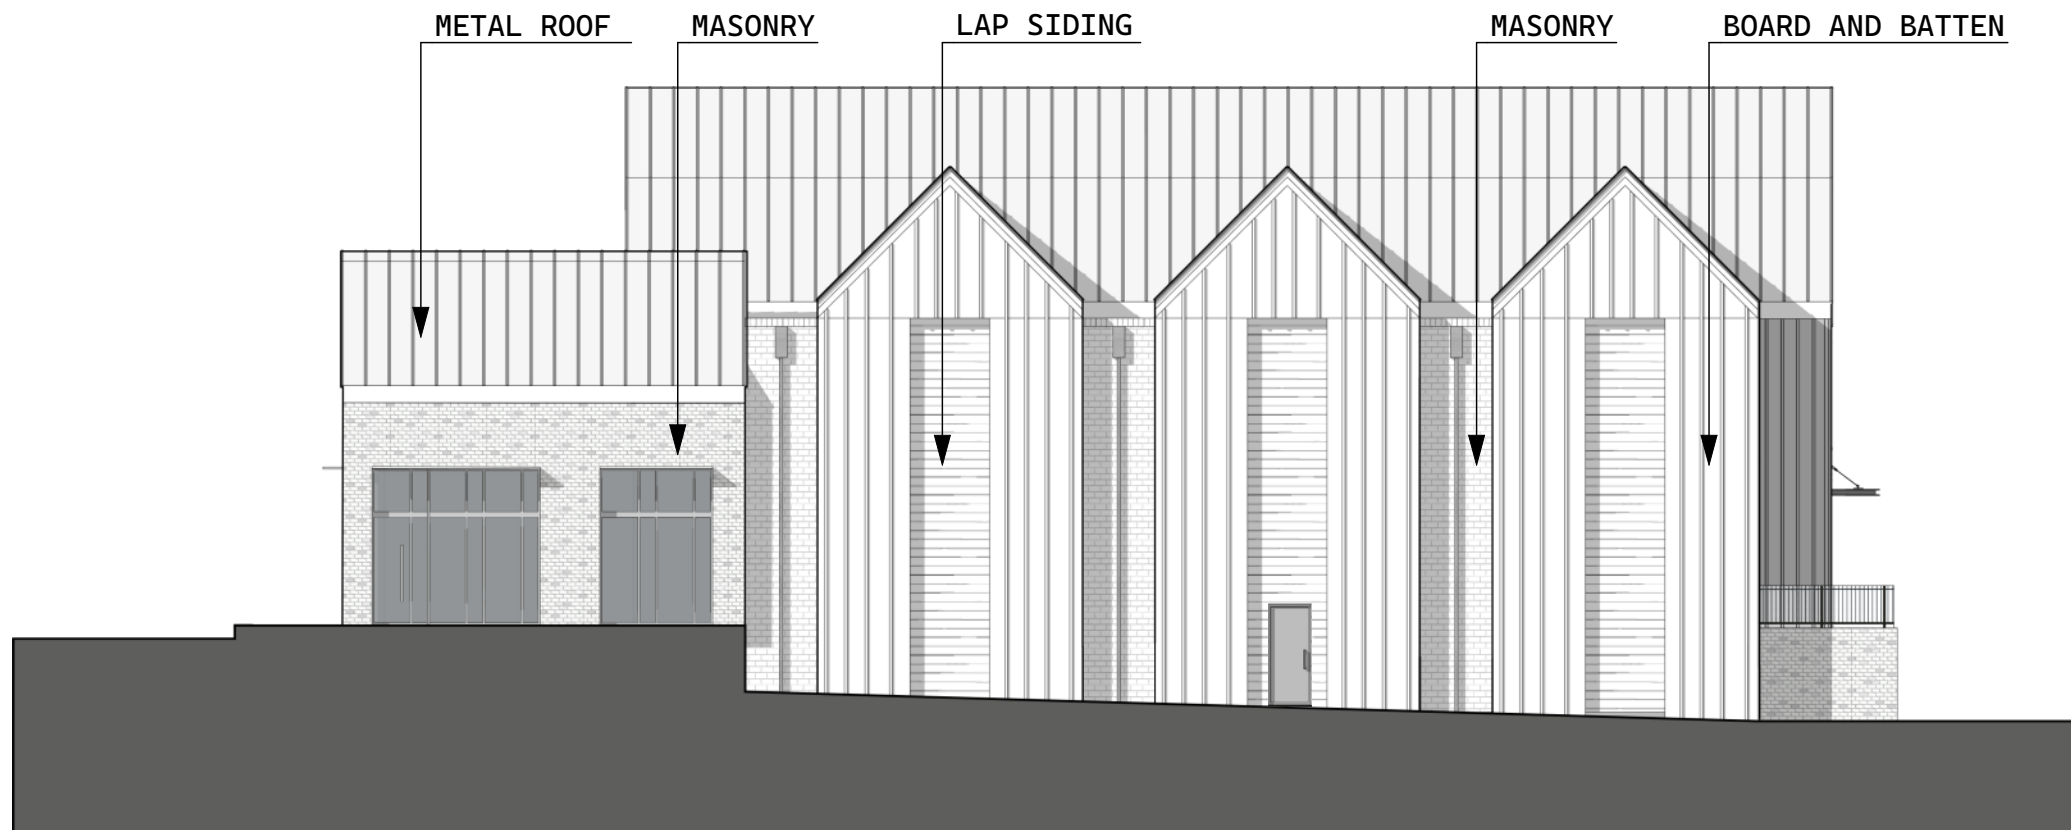 METAL ROOF
MASONRY
LAP SIDING
MASONRY
BOARD AND BATTEN